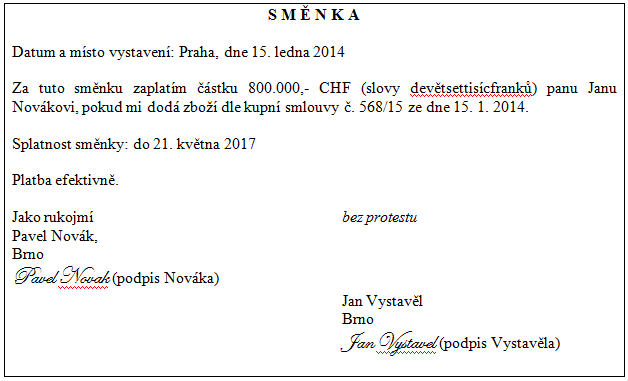 S M Ě N K A
Datum a místo vystavení: Praha, dne 15. ledna 2014
Za tuto směnku zaplatím částku 800.000,- CHF (slovy devětsettisícfranků) panu Janu
Novákovi, pokud mi dodá zboží dle kupní smlouvy č. 568/15 ze dne 15. 1. 2014.
Splatnost směnky: do 21. května 2017
Platba efektivně.
Jako rukojmí
Pavel Novák,
Brno
Pavel Novak (podpis Nováka)
bez protestu
Jan Vystavěl
Brno
Jan Vystavel (podpis Vystavěla)